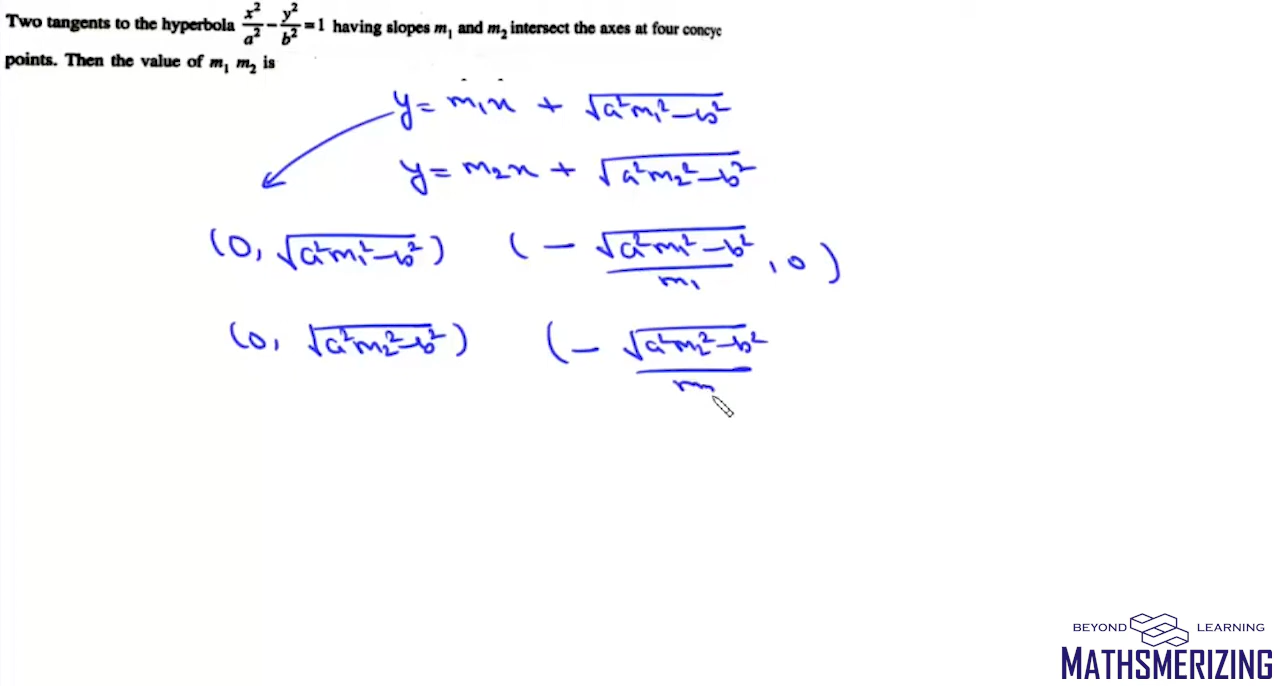 Two tangents to the hyperbola x²/a² - y²/b² = 1 having slopes m₁ and m₂ intersect the axes at four concyc
points. Then the value of m₁ m₂ is
y = m₁x + √(a²m₁² - b²)
y = m₂x + √(a²m₂² - b²)
(0, √(a²m₁² - b²)) (- √(a²m₁² - b²)/m₁, 0)
(0, √(a²m₂² - b²)) (- √(a²m₂² - b²)/m
BEYOND LEARNING
MATHSMERIZING